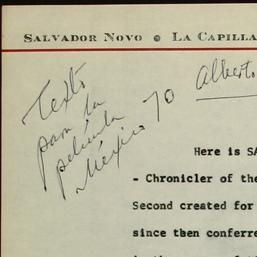 SALVADOR NOVO ● LA CAPILLA
Texto
para la
película
México 70
Alberto
Here is SA
- Chronicler of the
Second created for
since then conferre